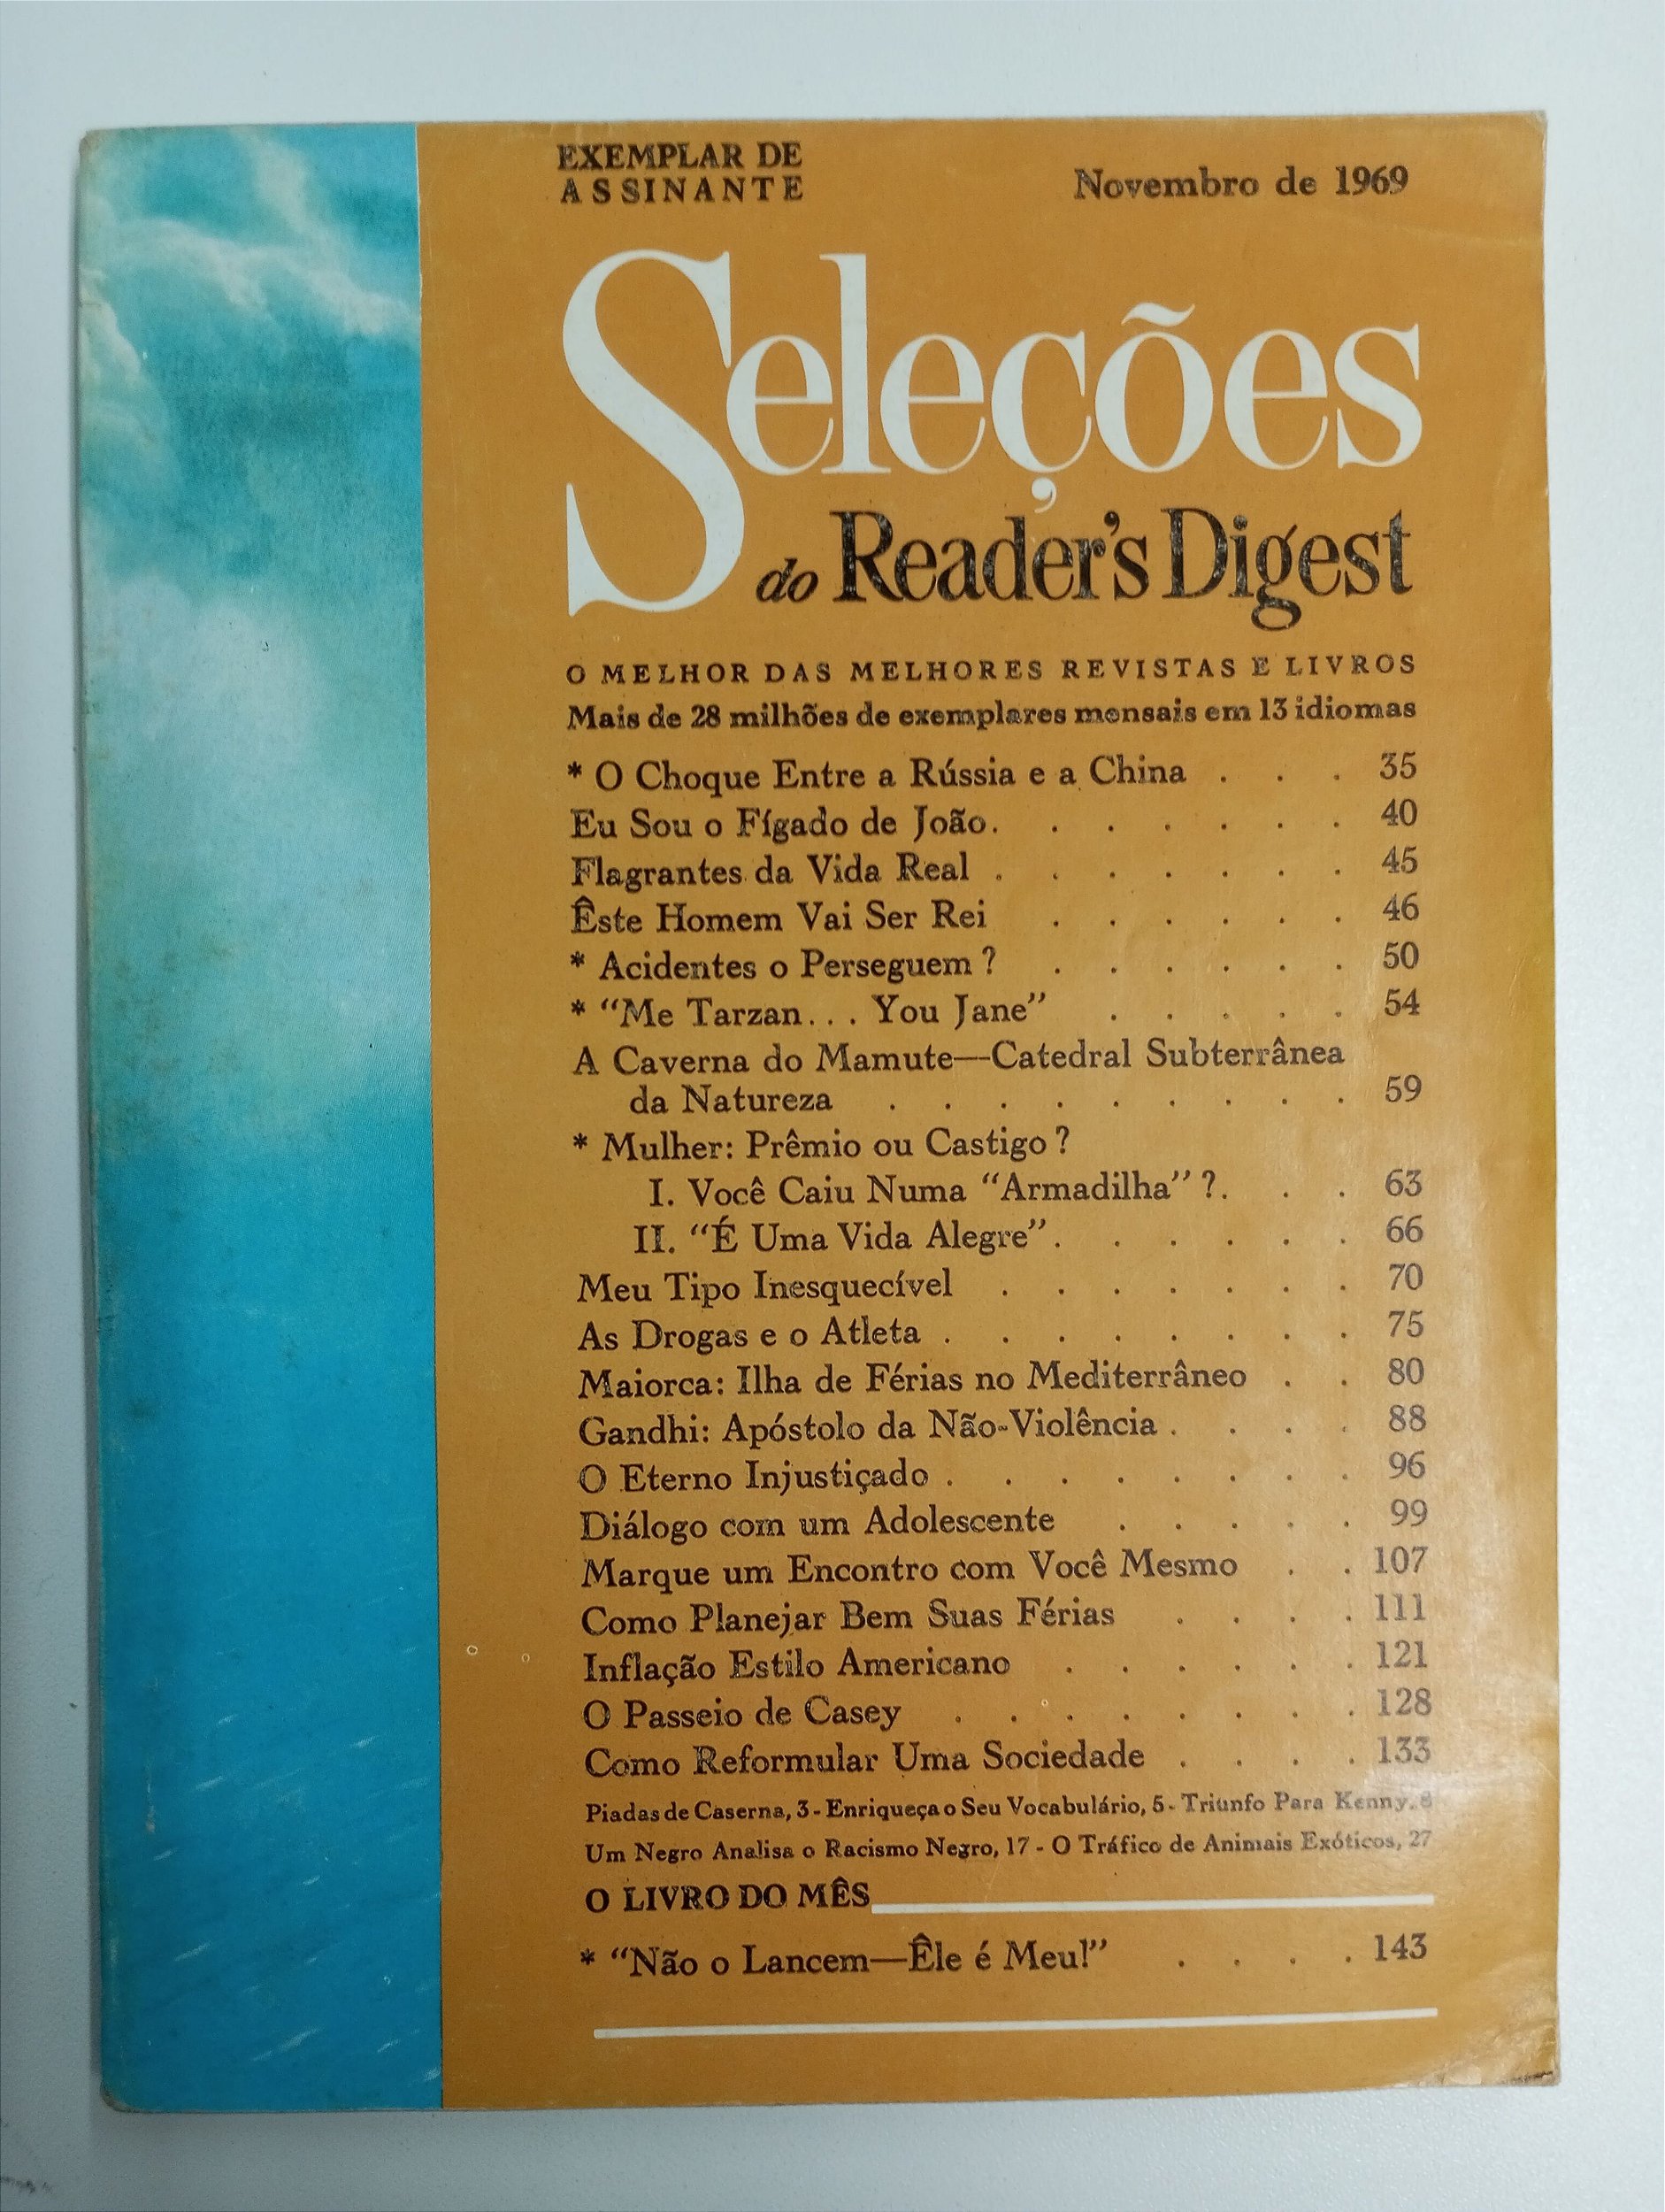 EXEMPLAR DE
ASSINANTE
Novembro de 1969
Seleções
do Reader's Digest
O MELHOR DAS MELHORES REVISTAS E LIVROS
Mais de 28 milhões de exemplares mensais em 13 idiomas
* O Choque Entre a Rússia e a China . . . 35
Eu Sou o Fígado de João. . . . . . . 40
Flagrantes da Vida Real . . . . . . . 45
Êste Homem Vai Ser Rei . . . . . . 46
* Acidentes o Perseguem ? . . . . . . 50
* “Me Tarzan. . . You Jane” . . . . . 54
A Caverna do Mamute—Catedral Subterrânea
da Natureza . . . . . . . . . 59
* Mulher: Prêmio ou Castigo ?
I. Você Caiu Numa “Armadilha” ?. . . 63
II. “É Uma Vida Alegre”. . . . . . 66
Meu Tipo Inesquecível . . . . . . . 70
As Drogas e o Atleta . . . . . . . . 75
Maiorca: Ilha de Férias no Mediterrâneo . . 80
Gandhi: Apóstolo da Não-Violência . . . . 88
O Eterno Injustiçado . . . . . . . . 96
Diálogo com um Adolescente . . . . . 99
Marque um Encontro com Você Mesmo . . 107
Como Planejar Bem Suas Férias . . . . 111
Inflação Estilo Americano . . . . . . 121
O Passeio de Casey . . . . . . . . 128
Como Reformular Uma Sociedade . . . . 133
Piadas de Caserna, 3 - Enriqueça o Seu Vocabulário, 5 - Triunfo Para Kenny, 8
Um Negro Analisa o Racismo Negro, 17 - O Tráfico de Animais Exóticos, 27
O LIVRO DO MÊS
* “Não o Lancem—Êle é Meu!” . . . . 143